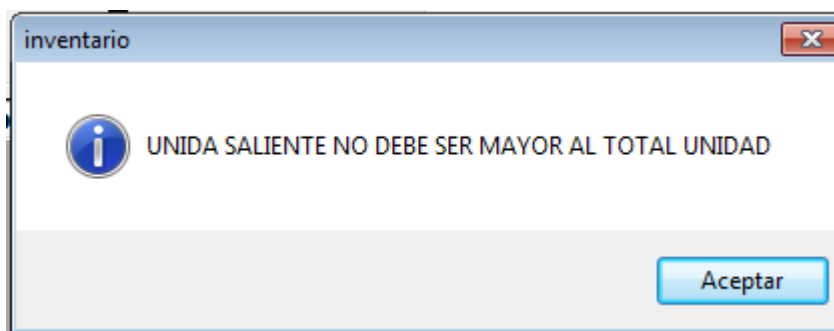 inventario
UNIDA SALIENTE NO DEBE SER MAYOR AL TOTAL UNIDAD
Aceptar